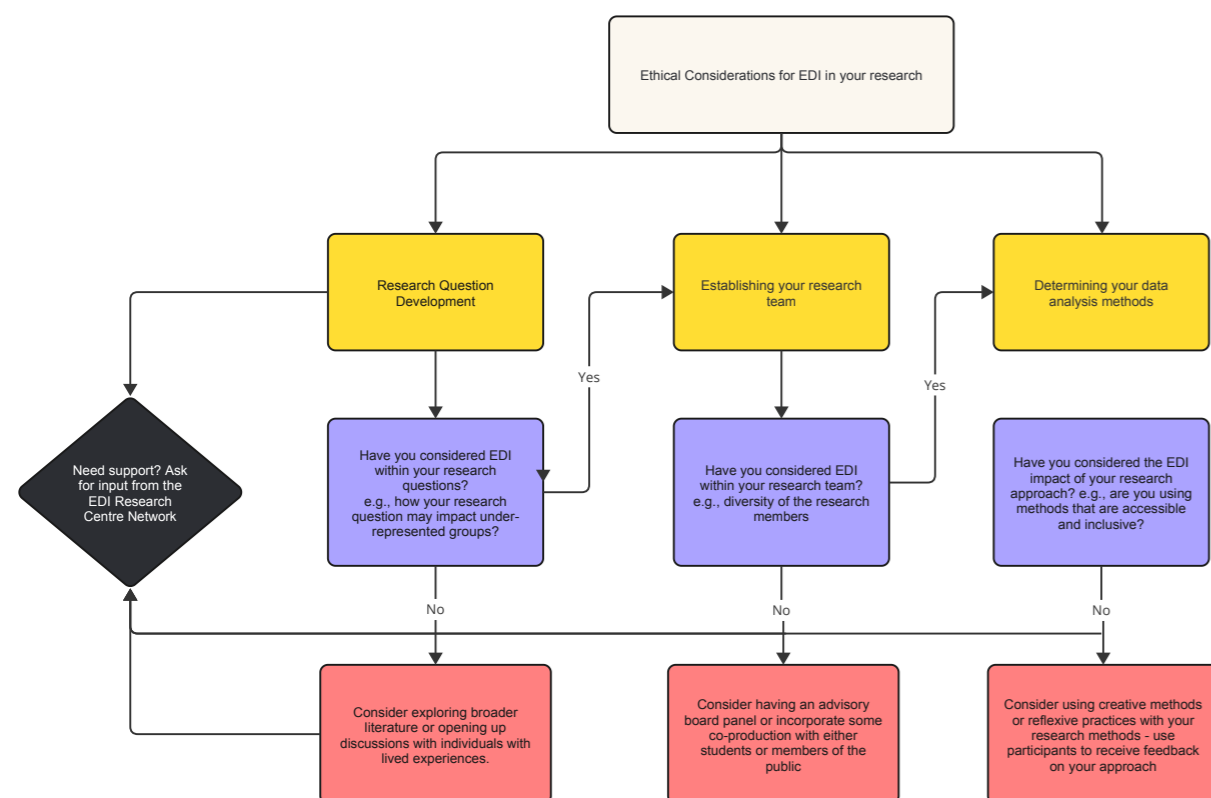 Ethical Considerations for EDI in your research
Research Question
Development
Establishing your research
team
Determining your data
analysis methods
Yes
Yes
Need support? Ask
for input from the
EDI Research
Centre Network
Have you considered EDI
within your research
questions?
e.g., how your research
question may impact under-
represented groups?
Have you considered EDI
within your research team?
e.g., diversity of the research
members
Have you considered the EDI
impact of your research
approach? e.g., are you using
methods that are accessible
and inclusive?
No
No
No
Consider exploring broader
literature or opening up
discussions with individuals with
lived experiences.
Consider having an advisory
board panel or incorporate some
co-production with either
students or members of the
public
Consider using creative methods
or reflexive practices with your
research methods - use
participants to receive feedback
on your approach